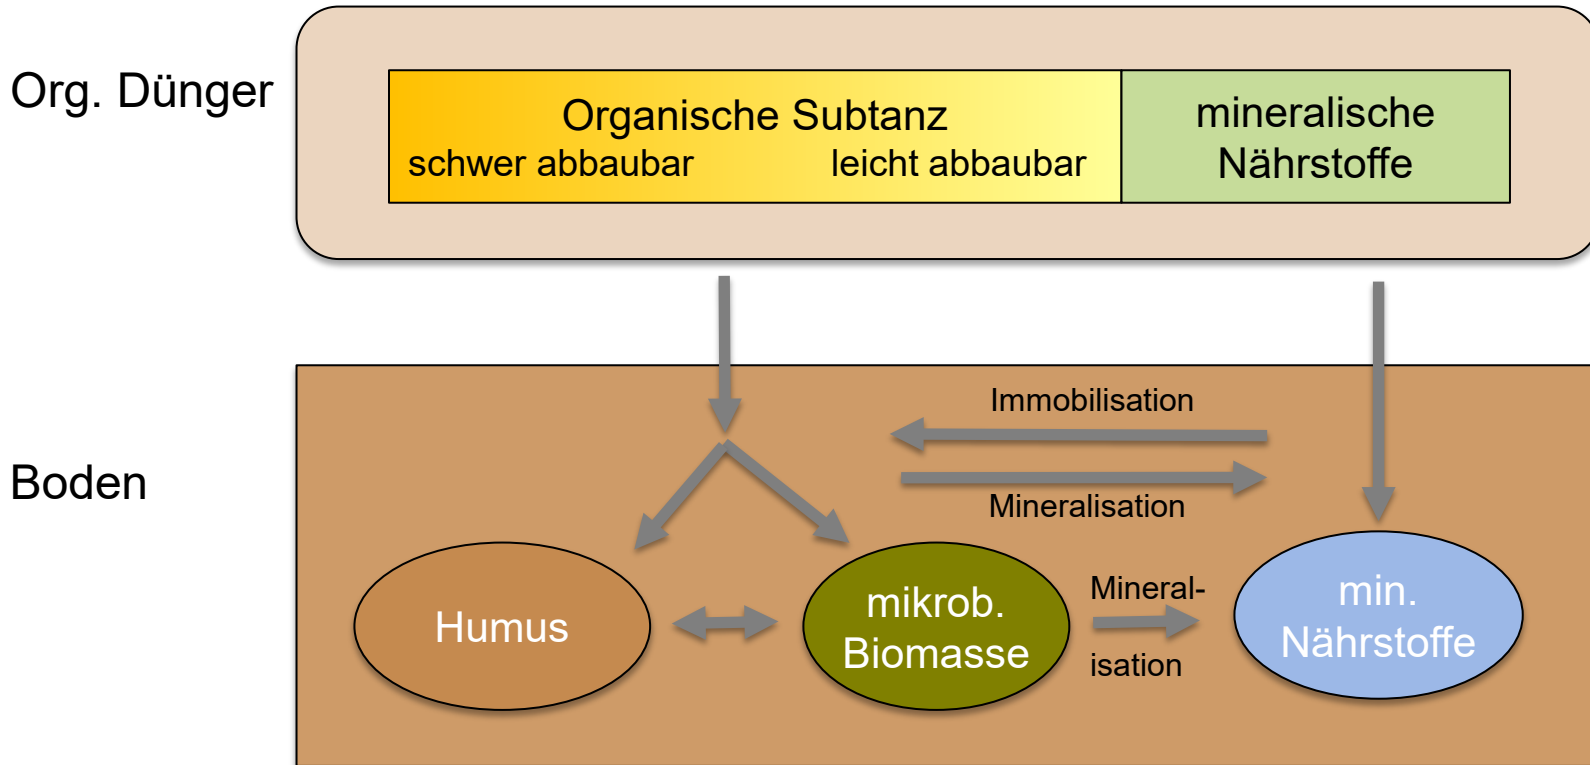 Org. Dünger
Organische Subtanz
schwer abbaubar
leicht abbaubar
mineralische
Nährstoffe
Boden
Immobilisation
Mineralisation
Humus
mikrob.
Biomasse
Mineral-
isation
min.
Nährstoffe